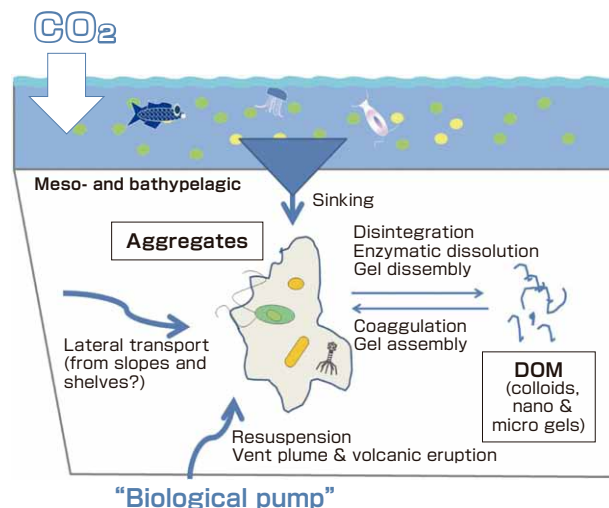 CO₂
Meso- and bathypelagic
Sinking
Aggregates
Disintegration
Enzymatic dissolution
Gel dissembly
Coaggulation
Gel assembly
Lateral transport
(from slopes and
shelves?)
DOM
(colloids,
nano &
micro gels)
Resuspension
Vent plume & volcanic eruption
“Biological pump”